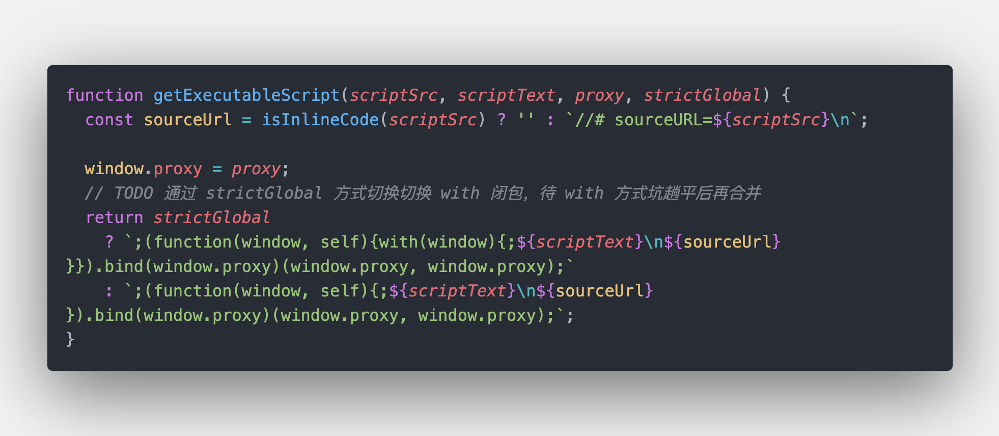 function getExecutableScript(scriptSrc, scriptText, proxy, strictGlobal) {
  const sourceUrl = isInlineCode(scriptSrc) ? '' : `//# sourceURL=${scriptSrc}\n`;

  window.proxy = proxy;
  // TODO 通过 strictGlobal 方式切换切换 with 闭包，待 with 方式坑趟平后再合并
  return strictGlobal
    ? `;(function(window, self){with(window){;${scriptText}\n${sourceUrl}
}}).bind(window.proxy)(window.proxy, window.proxy);`
    : `;(function(window, self){;${scriptText}\n${sourceUrl}
}).bind(window.proxy)(window.proxy, window.proxy);`;
}